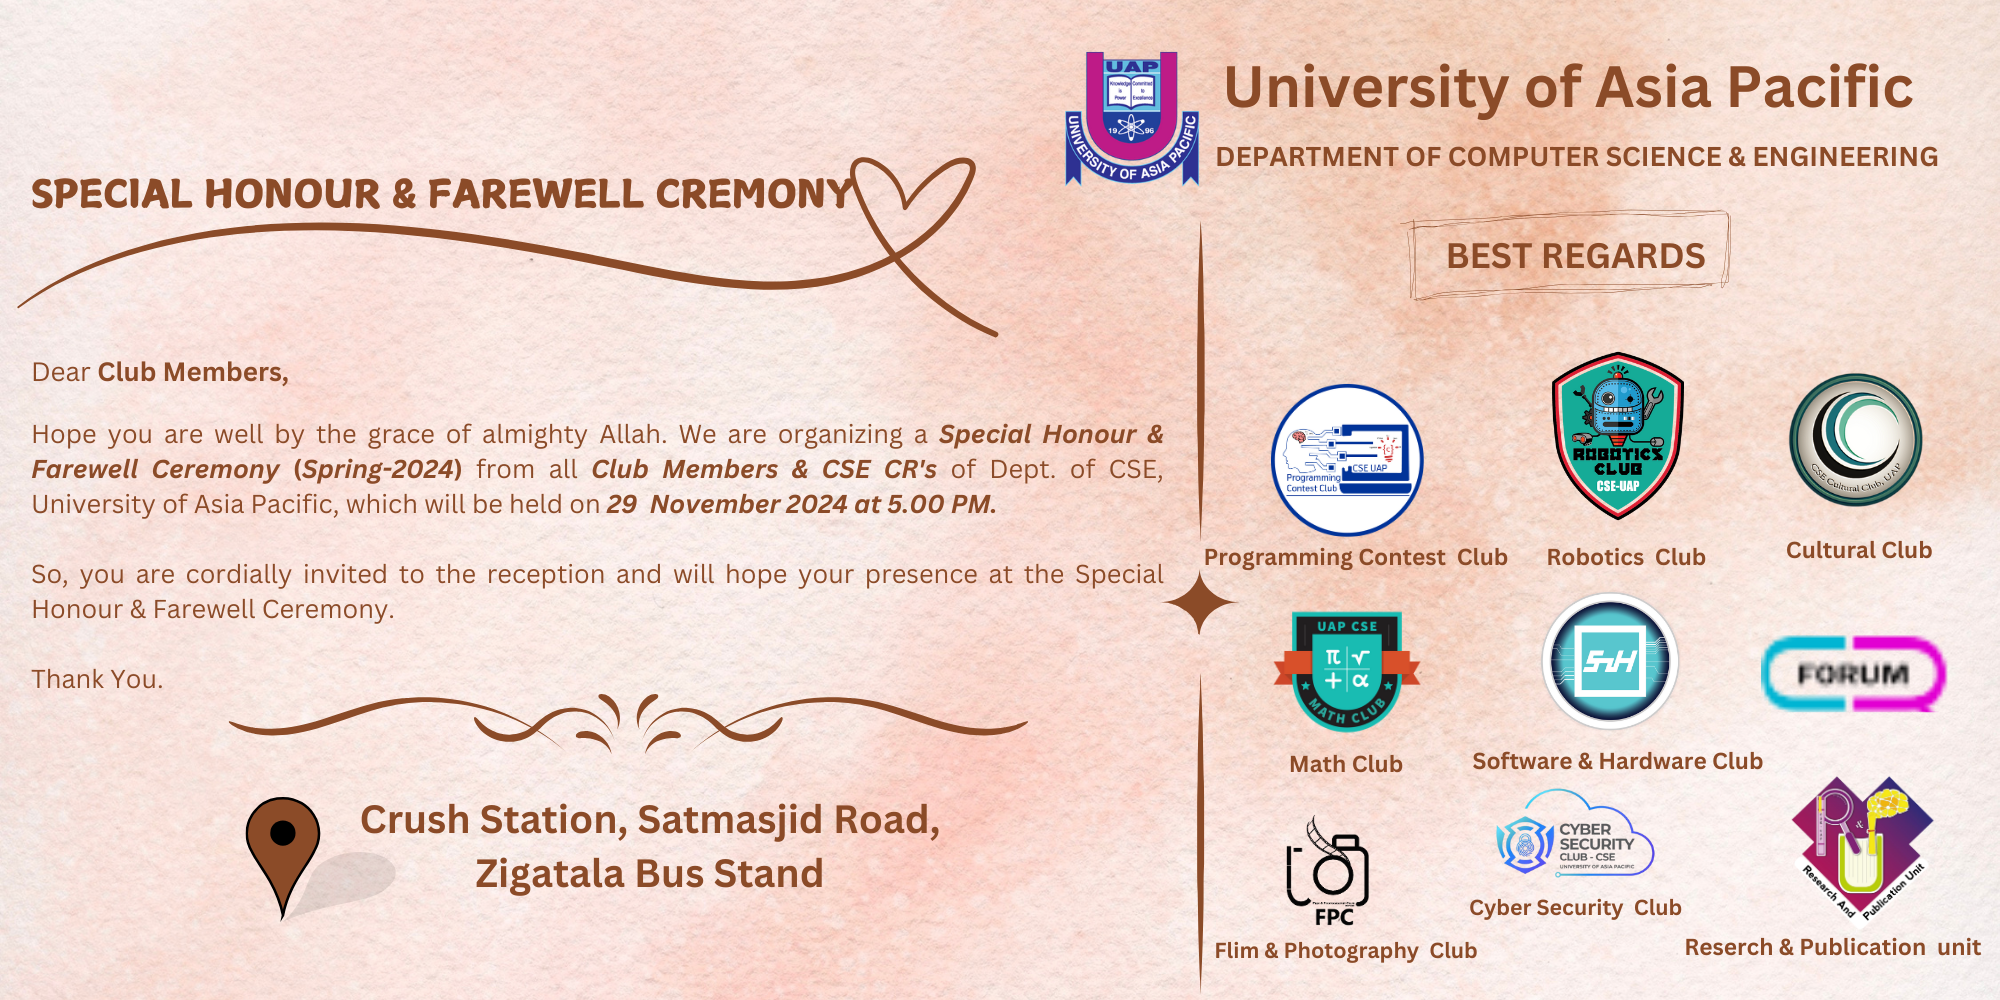 SPECIAL HONOUR & FAREWELL CREMONY
Dear Club Members,
Hope you are well by the grace of almighty Allah. We are organizing a Special Honour &
Farewell Ceremony (Spring-2024) from all Club Members & CSE CR's of Dept. of CSE,
University of Asia Pacific, which will be held on 29 November 2024 at 5.00 PM.
So, you are cordially invited to the reception and will hope your presence at the Special
Honour & Farewell Ceremony.
Thank You.
Crush Station, Satmasjid Road,
Zigatala Bus Stand
UAP
Knowledge is Power
Committed to Excellence
19 96
UNIVERSITY OF ASIA PACIFIC
University of Asia Pacific
DEPARTMENT OF COMPUTER SCIENCE & ENGINEERING
BEST REGARDS
CSE UAP
Programming
Contest Club
Programming Contest Club
ROBOTICS
CLUB
CSE-UAP
Robotics Club
CSE Cultural Club, UAP
Cultural Club
UAP CSE
π √
+ α
MATH CLUB
Math Club
SnH
Software & Hardware Club
FORUM
FPC
Flim & Photography Club
CYBER
SECURITY
CLUB - CSE
UNIVERSITY OF ASIA PACIFIC
Cyber Security Club
&
Research And Publication Unit
Reserch & Publication unit